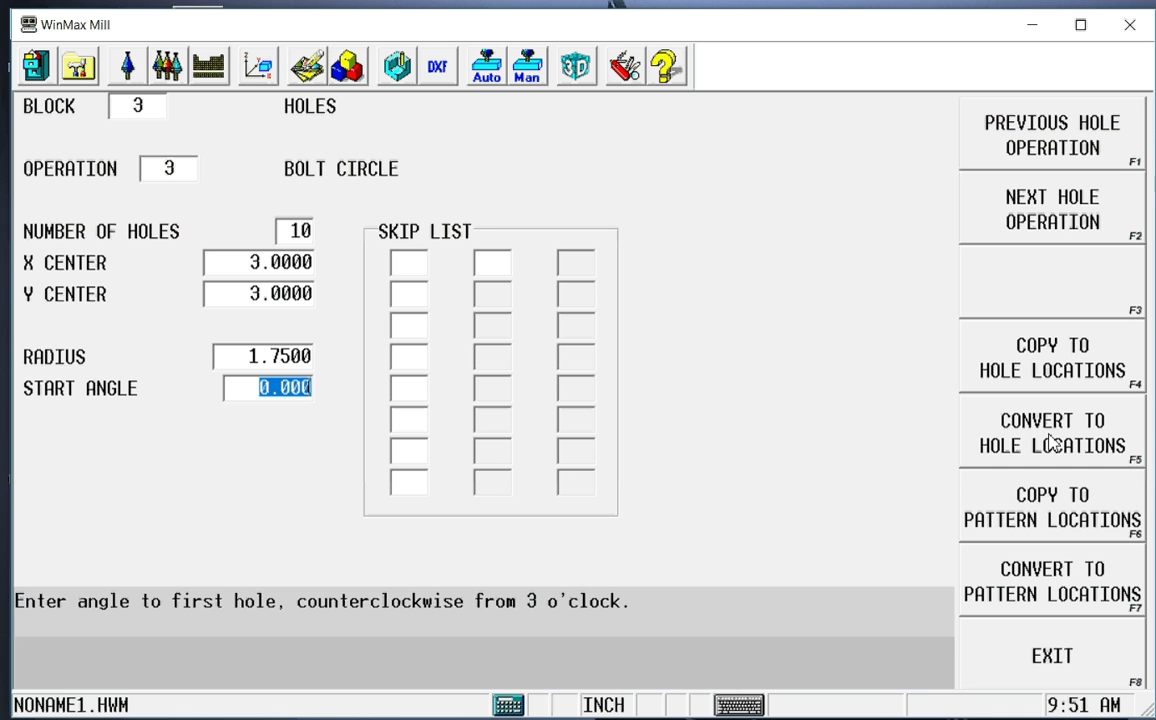 WinMax Mill
DXF
Auto
Man
3D
BLOCK 3 HOLES
OPERATION 3 BOLT CIRCLE
NUMBER OF HOLES 10
SKIP LIST
X CENTER 3.0000
Y CENTER 3.0000
RADIUS 1.7500
START ANGLE 0.000
Enter angle to first hole, counterclockwise from 3 o'clock.
PREVIOUS HOLE
OPERATION
F1
NEXT HOLE
OPERATION
F2
F3
COPY TO
HOLE LOCATIONS
F4
CONVERT TO
HOLE LOCATIONS
F5
COPY TO
PATTERN LOCATIONS
F6
CONVERT TO
PATTERN LOCATIONS
F7
EXIT
F8
NONAME1.HWM INCH 9:51 AM